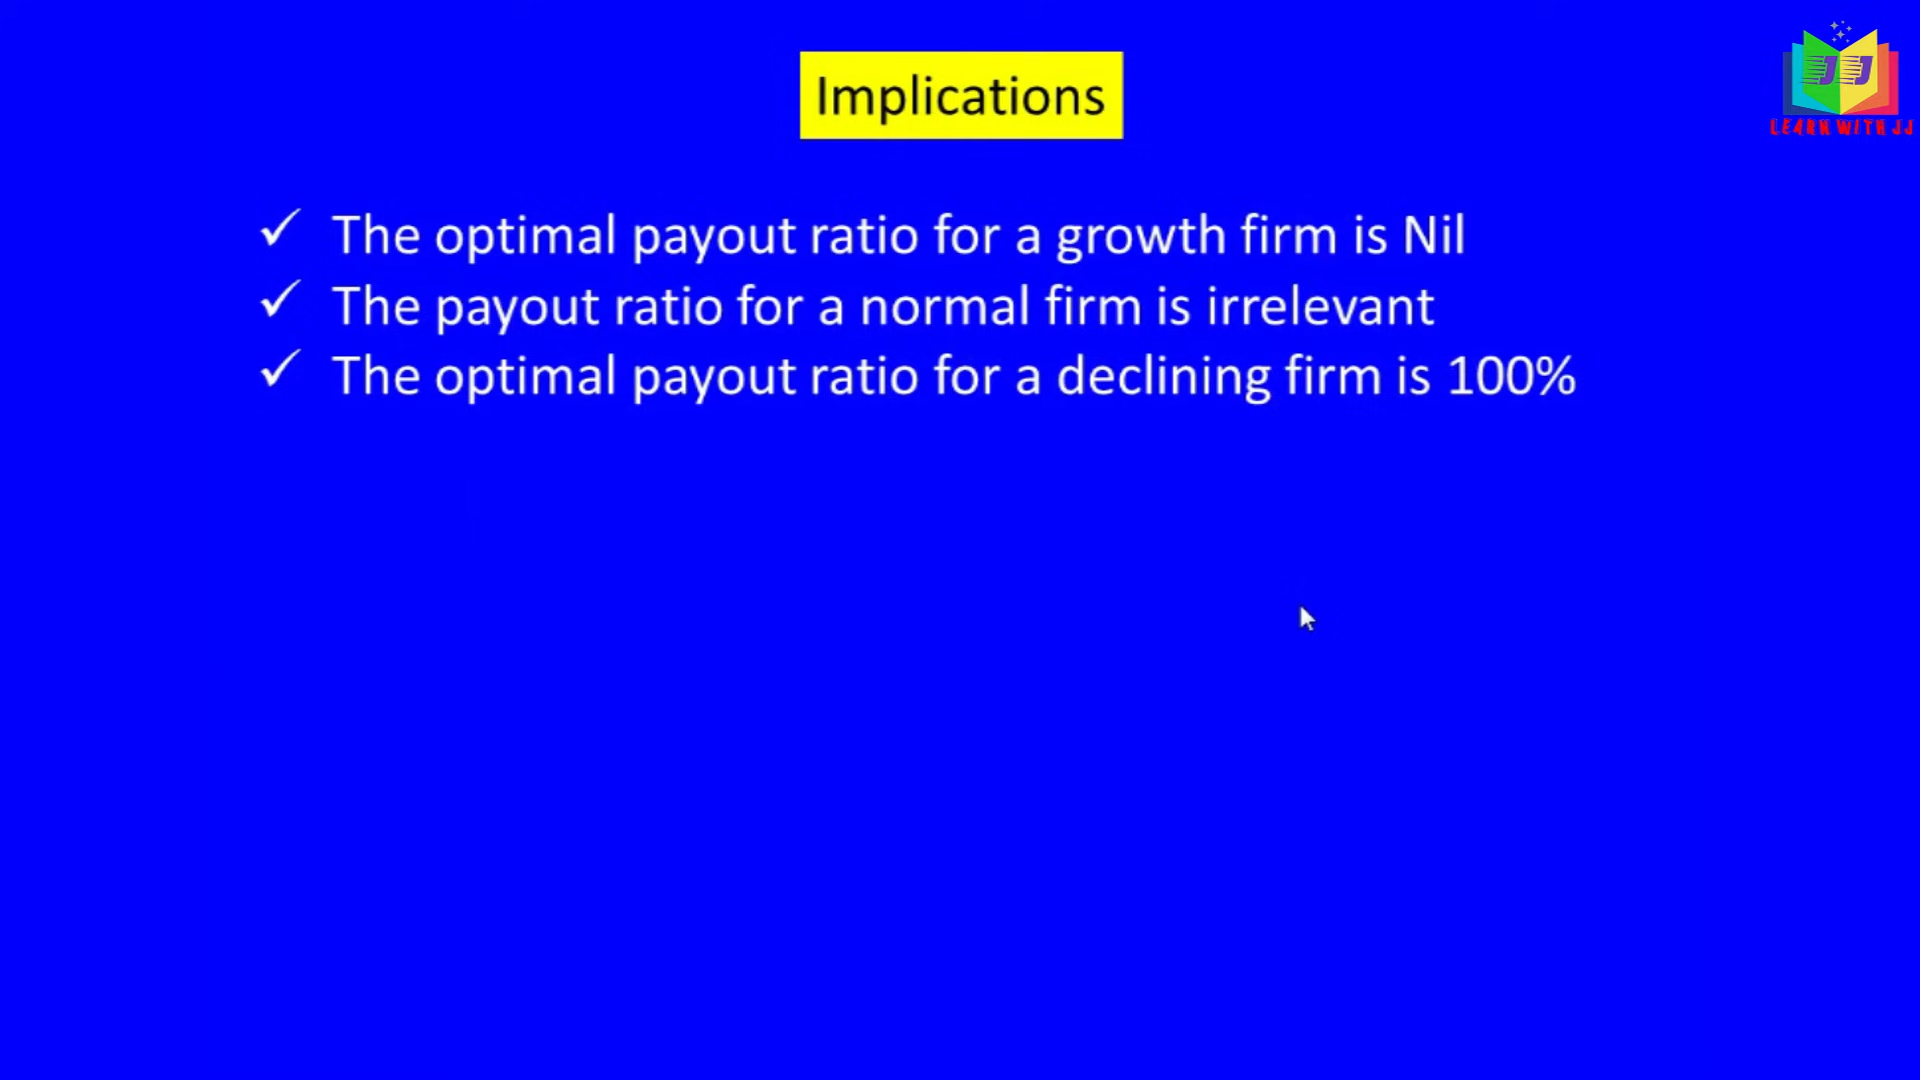 Implications
JJ
LEARN WITH JJ
✓ The optimal payout ratio for a growth firm is Nil
✓ The payout ratio for a normal firm is irrelevant
✓ The optimal payout ratio for a declining firm is 100%